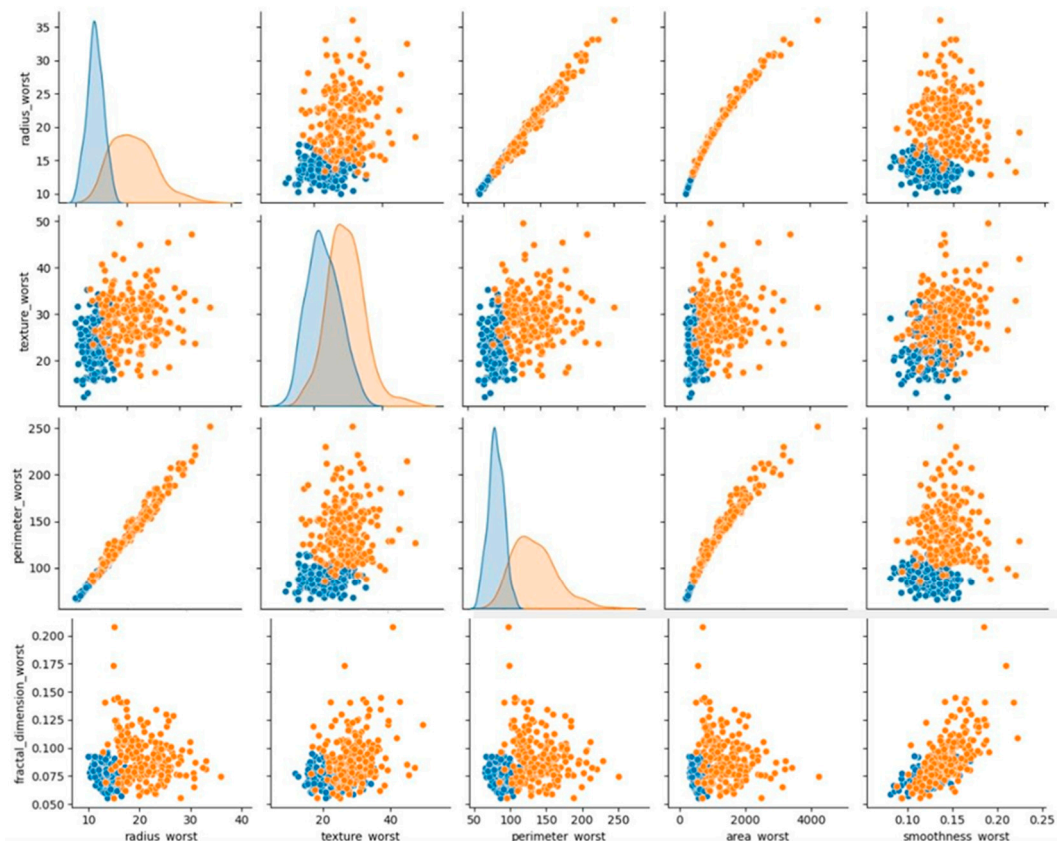 radius_worst
35
30
25
20
15
10
texture_worst
50
40
30
20
perimeter_worst
250
200
150
100
fractal_dimension_worst
0.200
0.175
0.150
0.125
0.100
0.075
0.050
10 20 30 40
20 40
50 100 150 200 250
0 2000 4000
0.10 0.15 0.20 0.25
radius_worst texture_worst perimeter_worst area_worst smoothness_worst